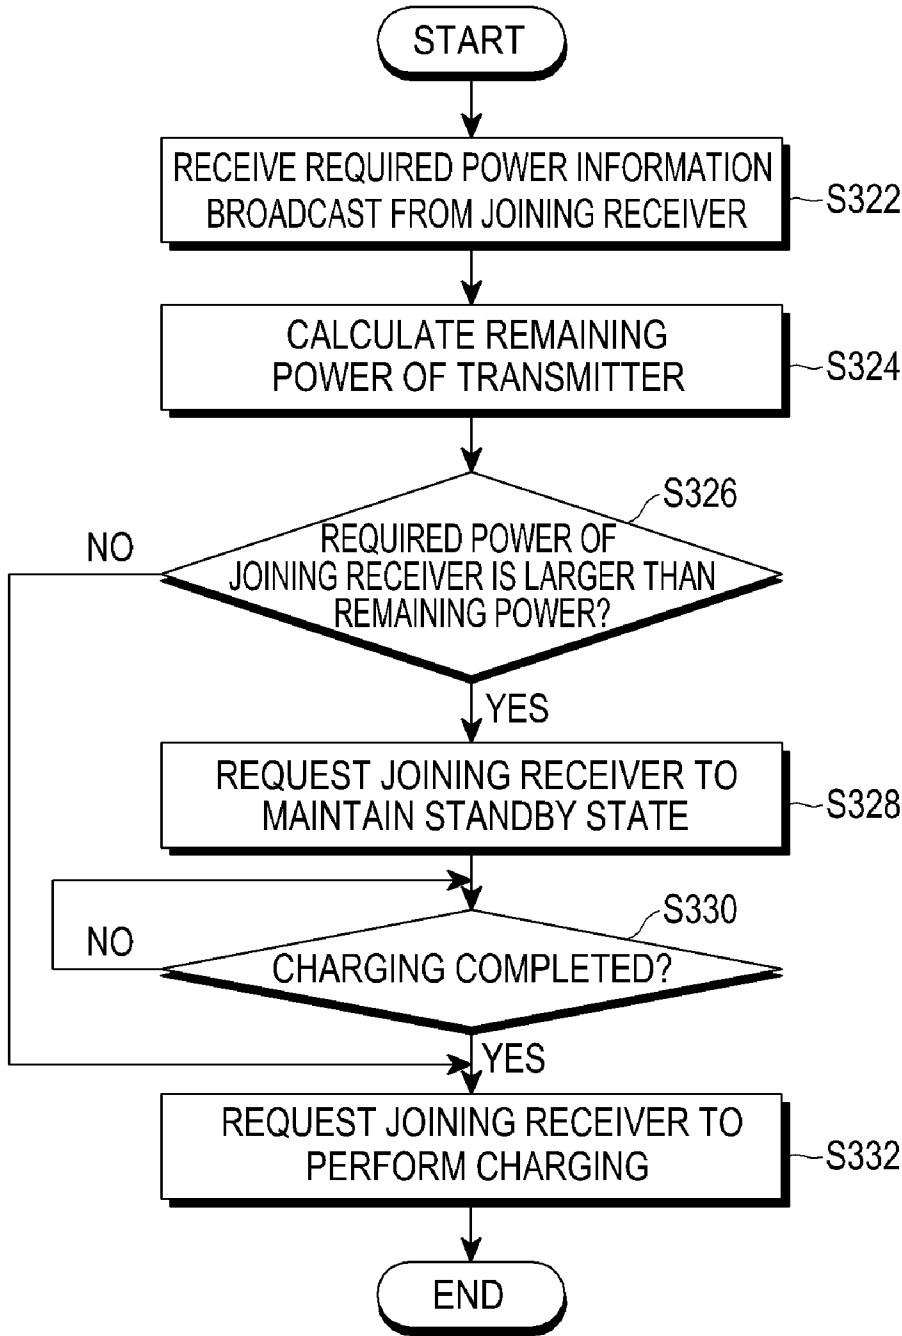 START
RECEIVE REQUIRED POWER INFORMATION
BROADCAST FROM JOINING RECEIVER
S322
CALCULATE REMAINING
POWER OF TRANSMITTER
S324
S326
REQUIRED POWER OF
JOINING RECEIVER IS LARGER THAN
REMAINING POWER?
NO
YES
REQUEST JOINING RECEIVER TO
MAINTAIN STANDBY STATE
S328
S330
CHARGING COMPLETED?
NO
YES
REQUEST JOINING RECEIVER TO
PERFORM CHARGING
S332
END